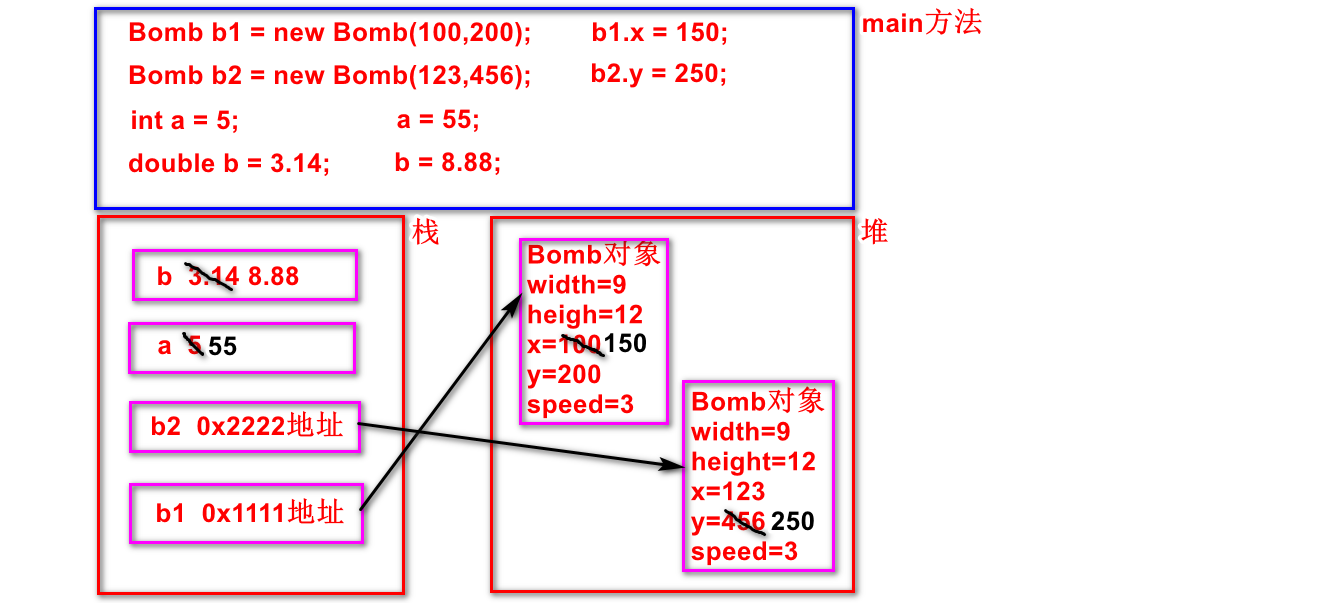 Bomb b1 = new Bomb(100,200); b1.x = 150;
main方法
Bomb b2 = new Bomb(123,456); b2.y = 250;
int a = 5; a = 55;
double b = 3.14; b = 8.88;
栈
b 3.14 8.88
a 5 55
b2 0x2222地址
b1 0x1111地址
堆
Bomb对象
width=9
heigh=12
x=100 150
y=200
speed=3
Bomb对象
width=9
height=12
x=123
y=456 250
speed=3